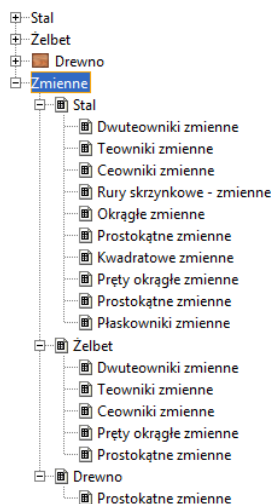 Stal
Żelbet
Drewno
Zmienne
Stal
Dwuteowniki zmienne
Teowniki zmienne
Ceowniki zmienne
Rury skrzynkowe - zmienne
Okrągłe zmienne
Prostokątne zmienne
Kwadratowe zmienne
Pręty okrągłe zmienne
Prostokątne zmienne
Płaskowniki zmienne
Żelbet
Dwuteowniki zmienne
Teowniki zmienne
Ceowniki zmienne
Pręty okrągłe zmienne
Prostokątne zmienne
Drewno
Prostokątne zmienne